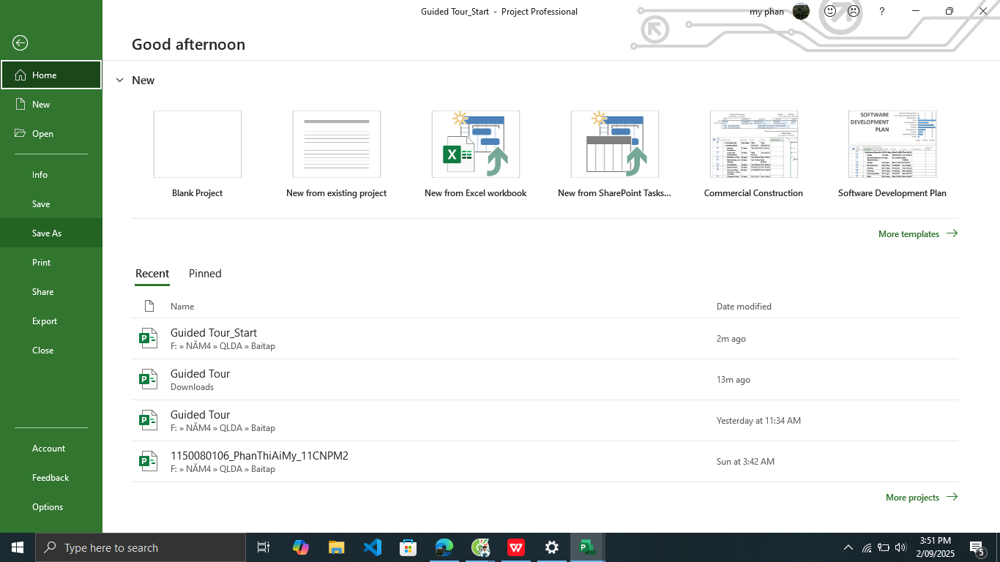 Guided Tour_Start - Project Professional
my phan
?
Good afternoon
Home
New
Open
Info
Save
Save As
Print
Share
Export
Close
Account
Feedback
Options
New
Blank Project
New from existing project
New from Excel workbook
New from SharePoint Tasks...
Commercial Construction
SOFTWARE
DEVELOPMENT
PLAN
Software Development Plan
More templates
Recent Pinned
Name Date modified
Guided Tour_Start
F: » NĂM4 » QLDA » Baitap
2m ago
Guided Tour
Downloads
13m ago
Guided Tour
F: » NĂM4 » QLDA » Baitap
Yesterday at 11:34 AM
1150080106_PhanThiAiMy_11CNPM2
F: » NĂM4 » QLDA » Baitap
Sun at 3:42 AM
More projects
Type here to search
3:51 PM
2/09/2025
5